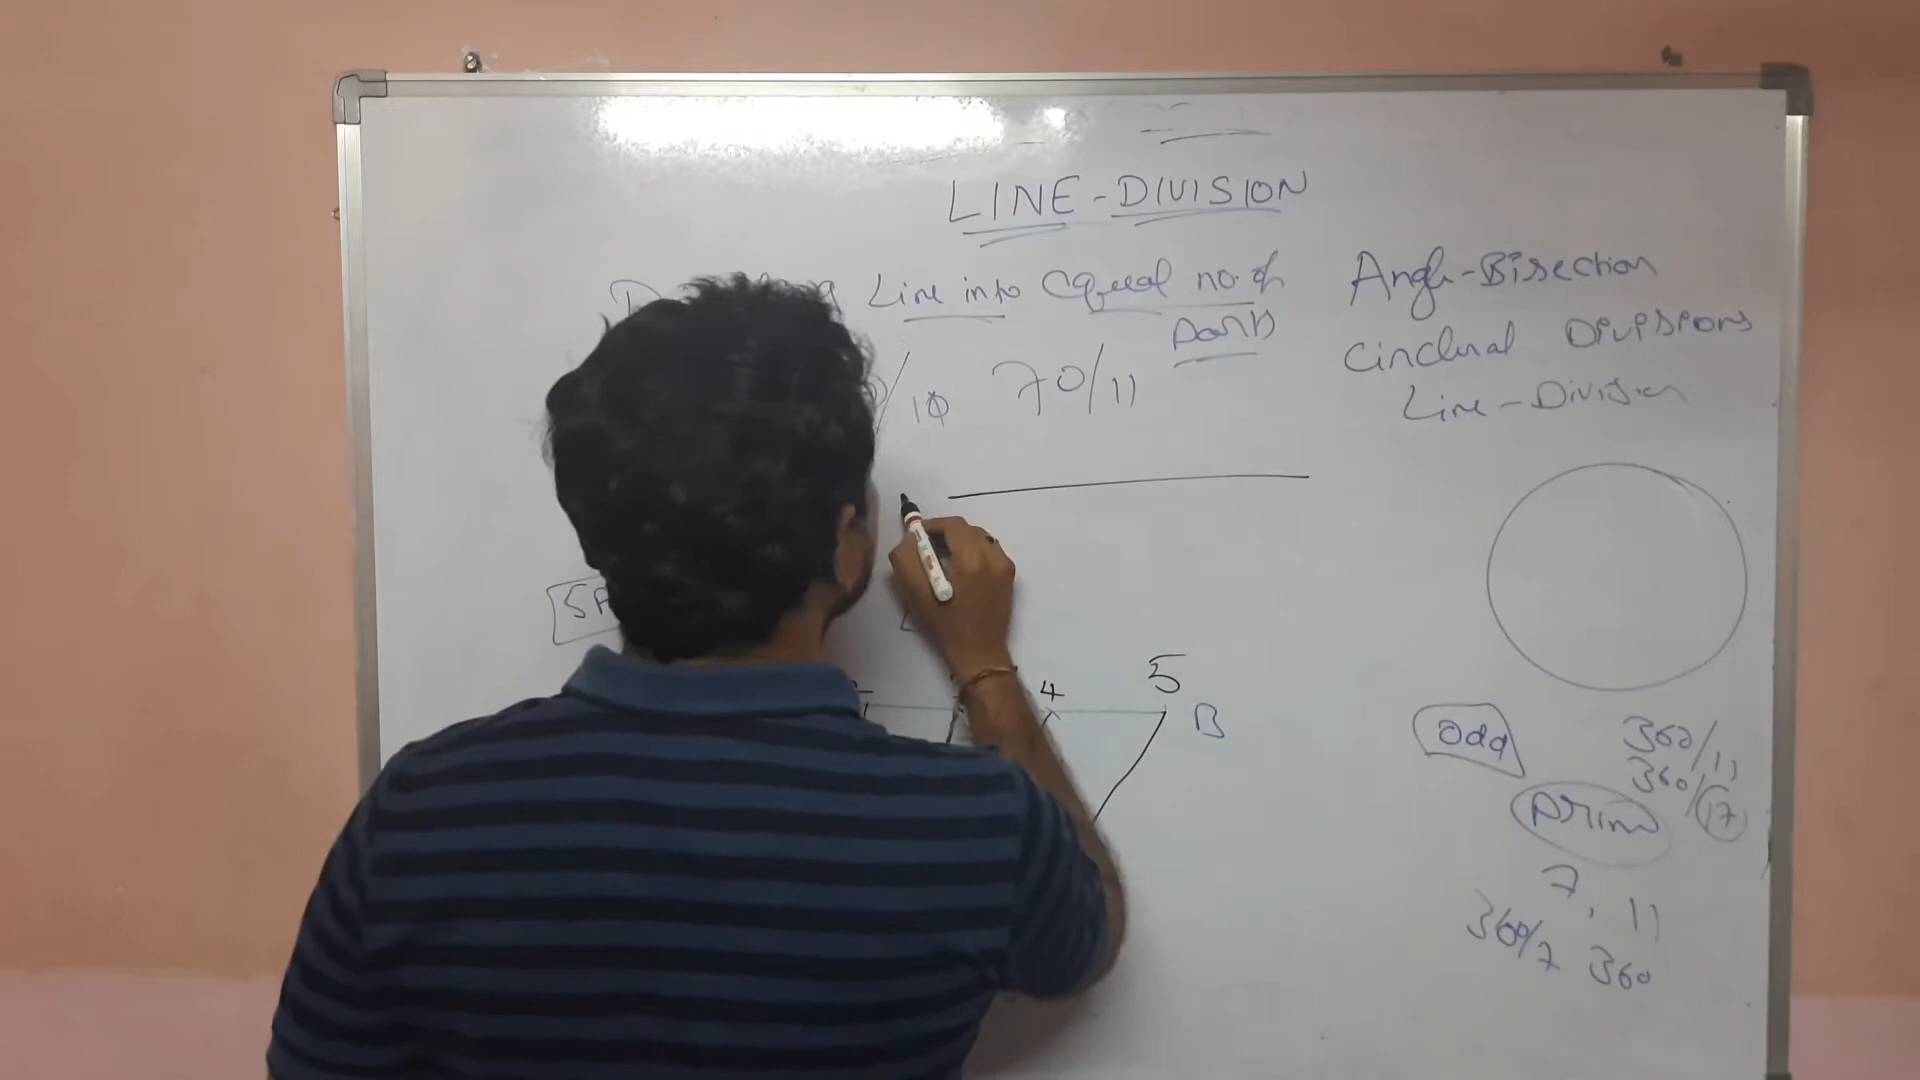 LINE-DIVISION
Line into Equal no. of
parts
Angle-Bisection
Circular Divisions
Line-Division
/10 70/11
4 5
B
odd
360/11
360/17
prime
7, 11
360/7 360